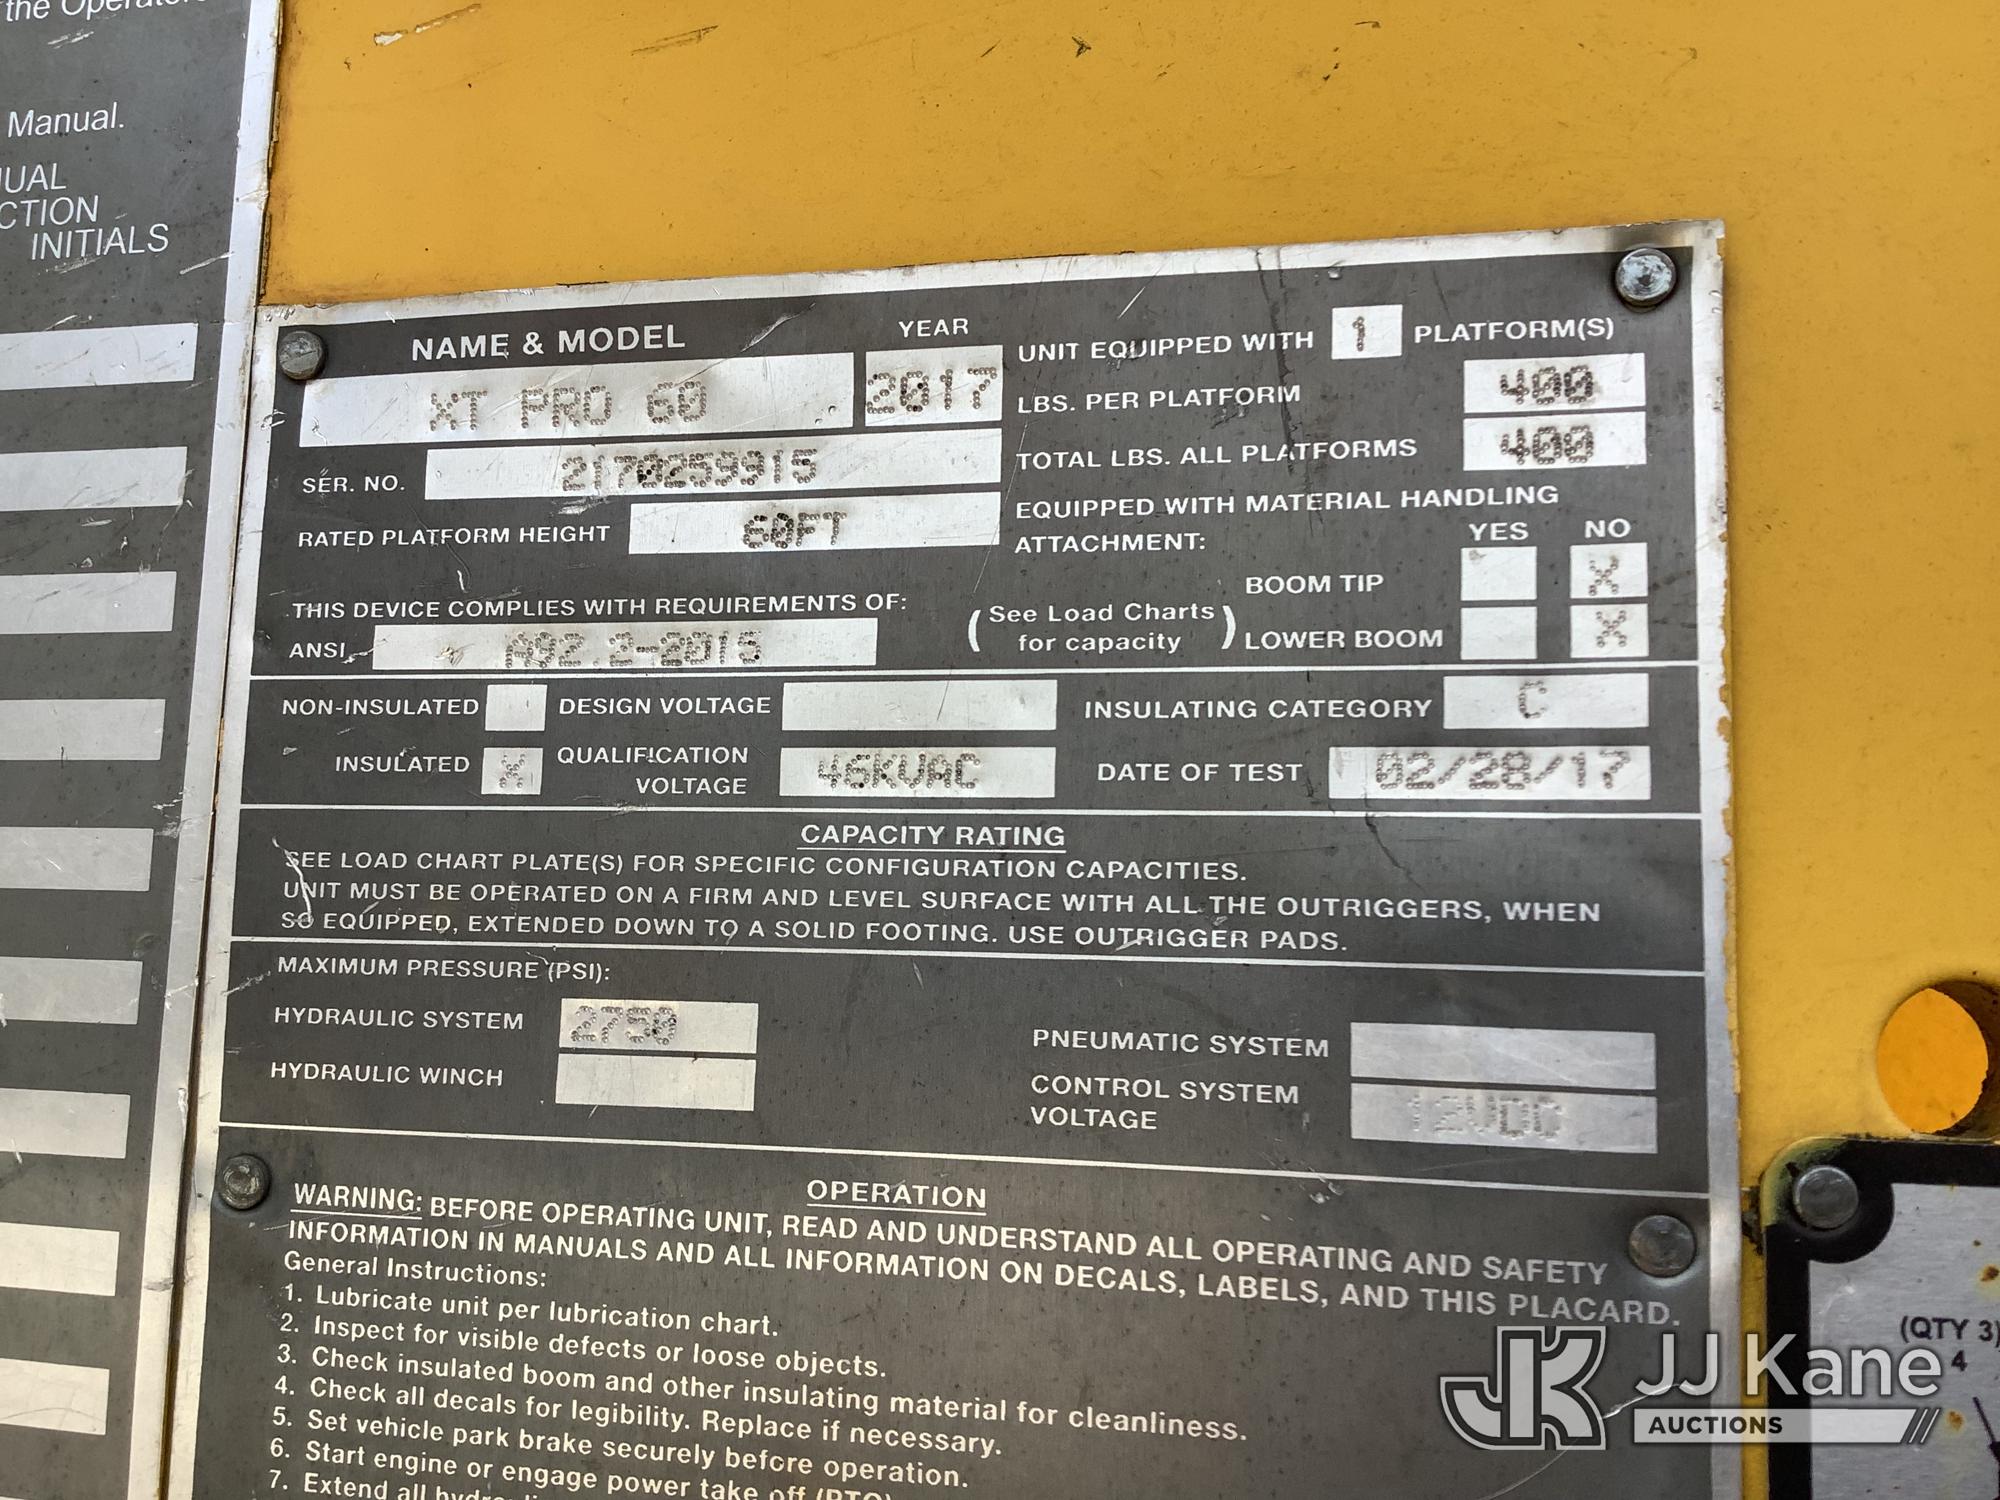 the Operators
Manual.
UAL
CTION
INITIALS
NAME & MODEL
XT PRO 60
YEAR
2017
SER. NO. 2170259915
RATED PLATFORM HEIGHT 60FT
THIS DEVICE COMPLIES WITH REQUIREMENTS OF:
ANSI A92.2-2015
UNIT EQUIPPED WITH 1 PLATFORM(S)
LBS. PER PLATFORM 400
TOTAL LBS. ALL PLATFORMS 400
EQUIPPED WITH MATERIAL HANDLING
ATTACHMENT: YES NO
BOOM TIP X
(See Load Charts
for capacity)
LOWER BOOM X
NON-INSULATED DESIGN VOLTAGE INSULATING CATEGORY C
INSULATED X QUALIFICATION VOLTAGE 46KVAC DATE OF TEST 02/28/17
CAPACITY RATING
SEE LOAD CHART PLATE(S) FOR SPECIFIC CONFIGURATION CAPACITIES.
UNIT MUST BE OPERATED ON A FIRM AND LEVEL SURFACE WITH ALL THE OUTRIGGERS, WHEN
SO EQUIPPED, EXTENDED DOWN TO A SOLID FOOTING. USE OUTRIGGER PADS.
MAXIMUM PRESSURE (PSI):
HYDRAULIC SYSTEM 2750
HYDRAULIC WINCH
PNEUMATIC SYSTEM
CONTROL SYSTEM
VOLTAGE 12VDC
OPERATION
WARNING: BEFORE OPERATING UNIT, READ AND UNDERSTAND ALL OPERATING AND SAFETY
INFORMATION IN MANUALS AND ALL INFORMATION ON DECALS, LABELS, AND THIS PLACARD.
General Instructions:
1. Lubricate unit per lubrication chart.
2. Inspect for visible defects or loose objects.
3. Check insulated boom and other insulating material for cleanliness.
4. Check all decals for legibility. Replace if necessary.
5. Set vehicle park brake securely before operation.
6. Start engine or engage power take off (PTO).
7. Extend all
(QTY 3)
4
JK JJ Kane
AUCTIONS